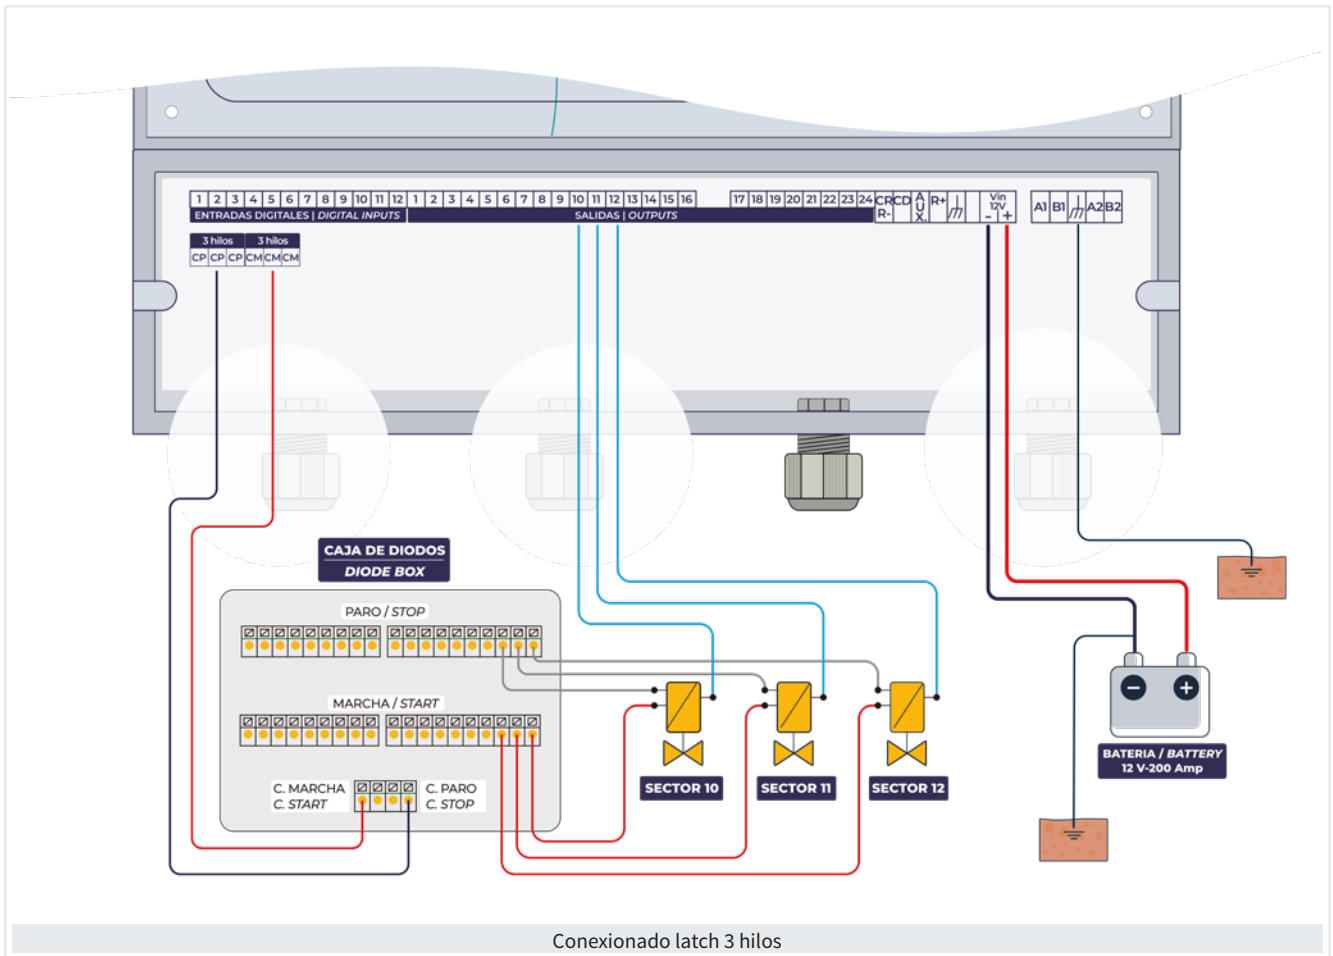 1 2 3 4 5 6 7 8 9 10 11 12 1 2 3 4 5 6 7 8 9 10 11 12 13 14 15 16 17 18 19 20 21 22 23 24 CR R- CD AUX. R+ Vin 12V - + A1 B1 A2 B2
ENTRADAS DIGITALES | DIGITAL INPUTS SALIDAS | OUTPUTS
3 hilos 3 hilos
CP CP CP CM CM CM
CAJA DE DIODOS
DIODE BOX
PARO / STOP
MARCHA / START
C. MARCHA
C. START
C. PARO
C. STOP
SECTOR 10
SECTOR 11
SECTOR 12
BATERIA / BATTERY
12 V-200 Amp
Conexionado latch 3 hilos